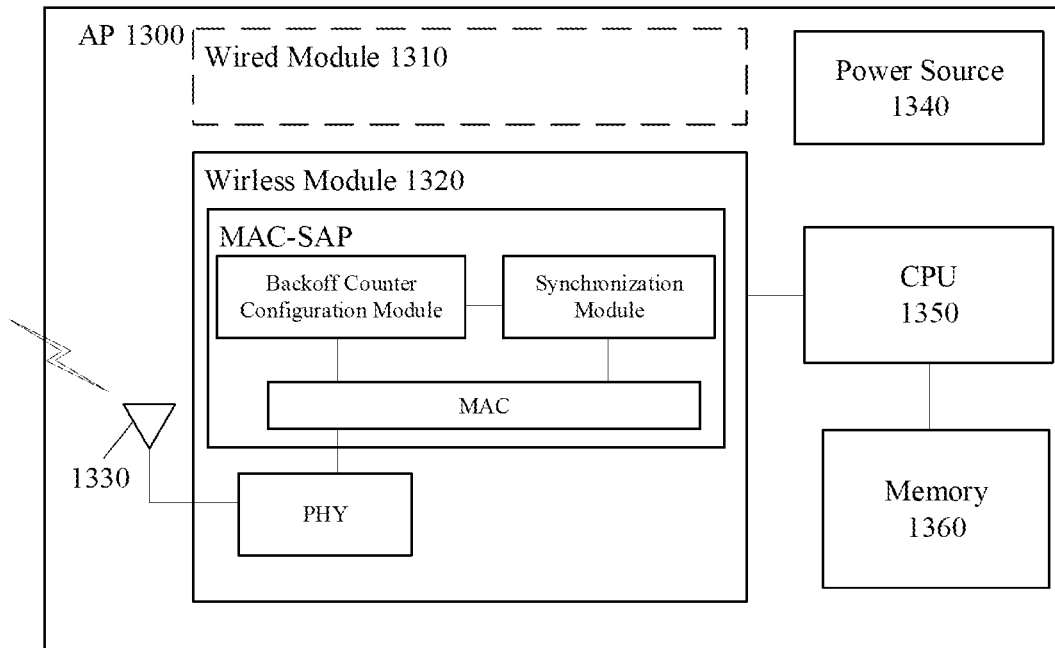 AP 1300
Wired Module 1310
Power Source
1340
Wirless Module 1320
MAC-SAP
Backoff Counter
Configuration Module
Synchronization
Module
CPU
1350
MAC
1330
PHY
Memory
1360